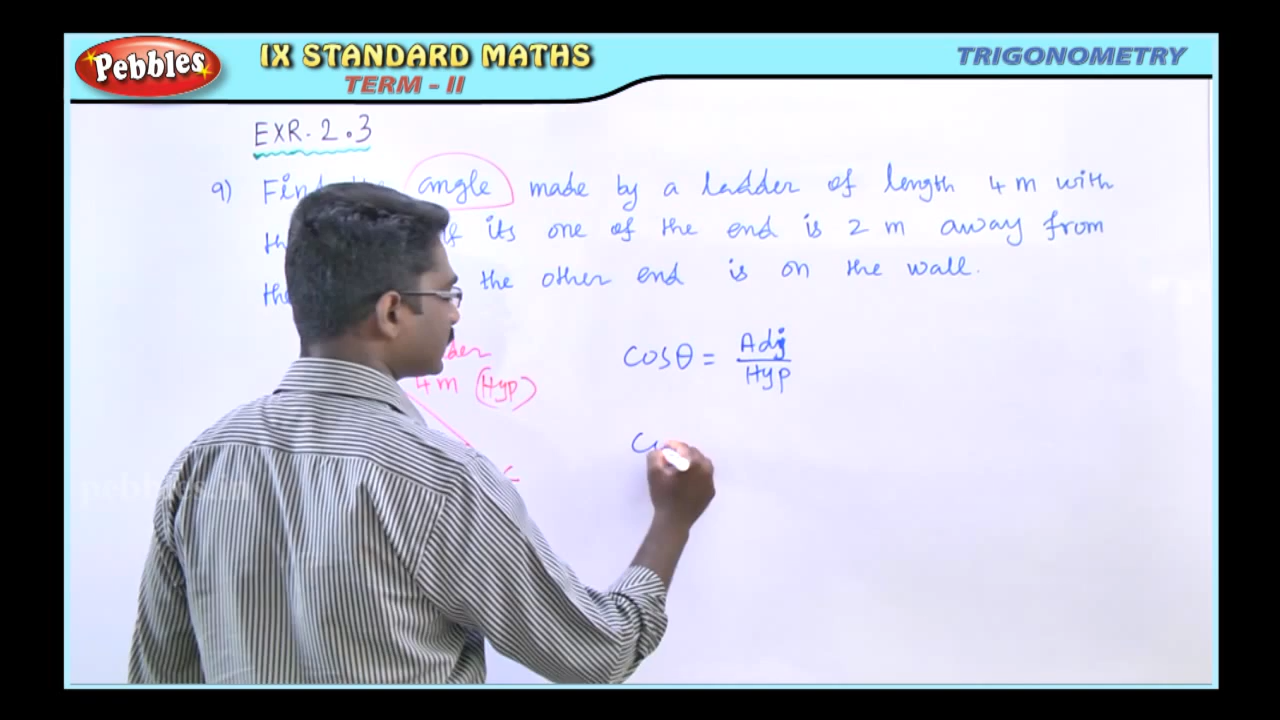 Pebbles
IX STANDARD MATHS
TERM - II
TRIGONOMETRY
EXR. 2.3
9) Find angle made by a ladder of length 4 m with
its one of the end is 2 m away from
the other end is on the wall.
Cosθ = Adj
Hyp
4 m (Hyp)
pebbles.in